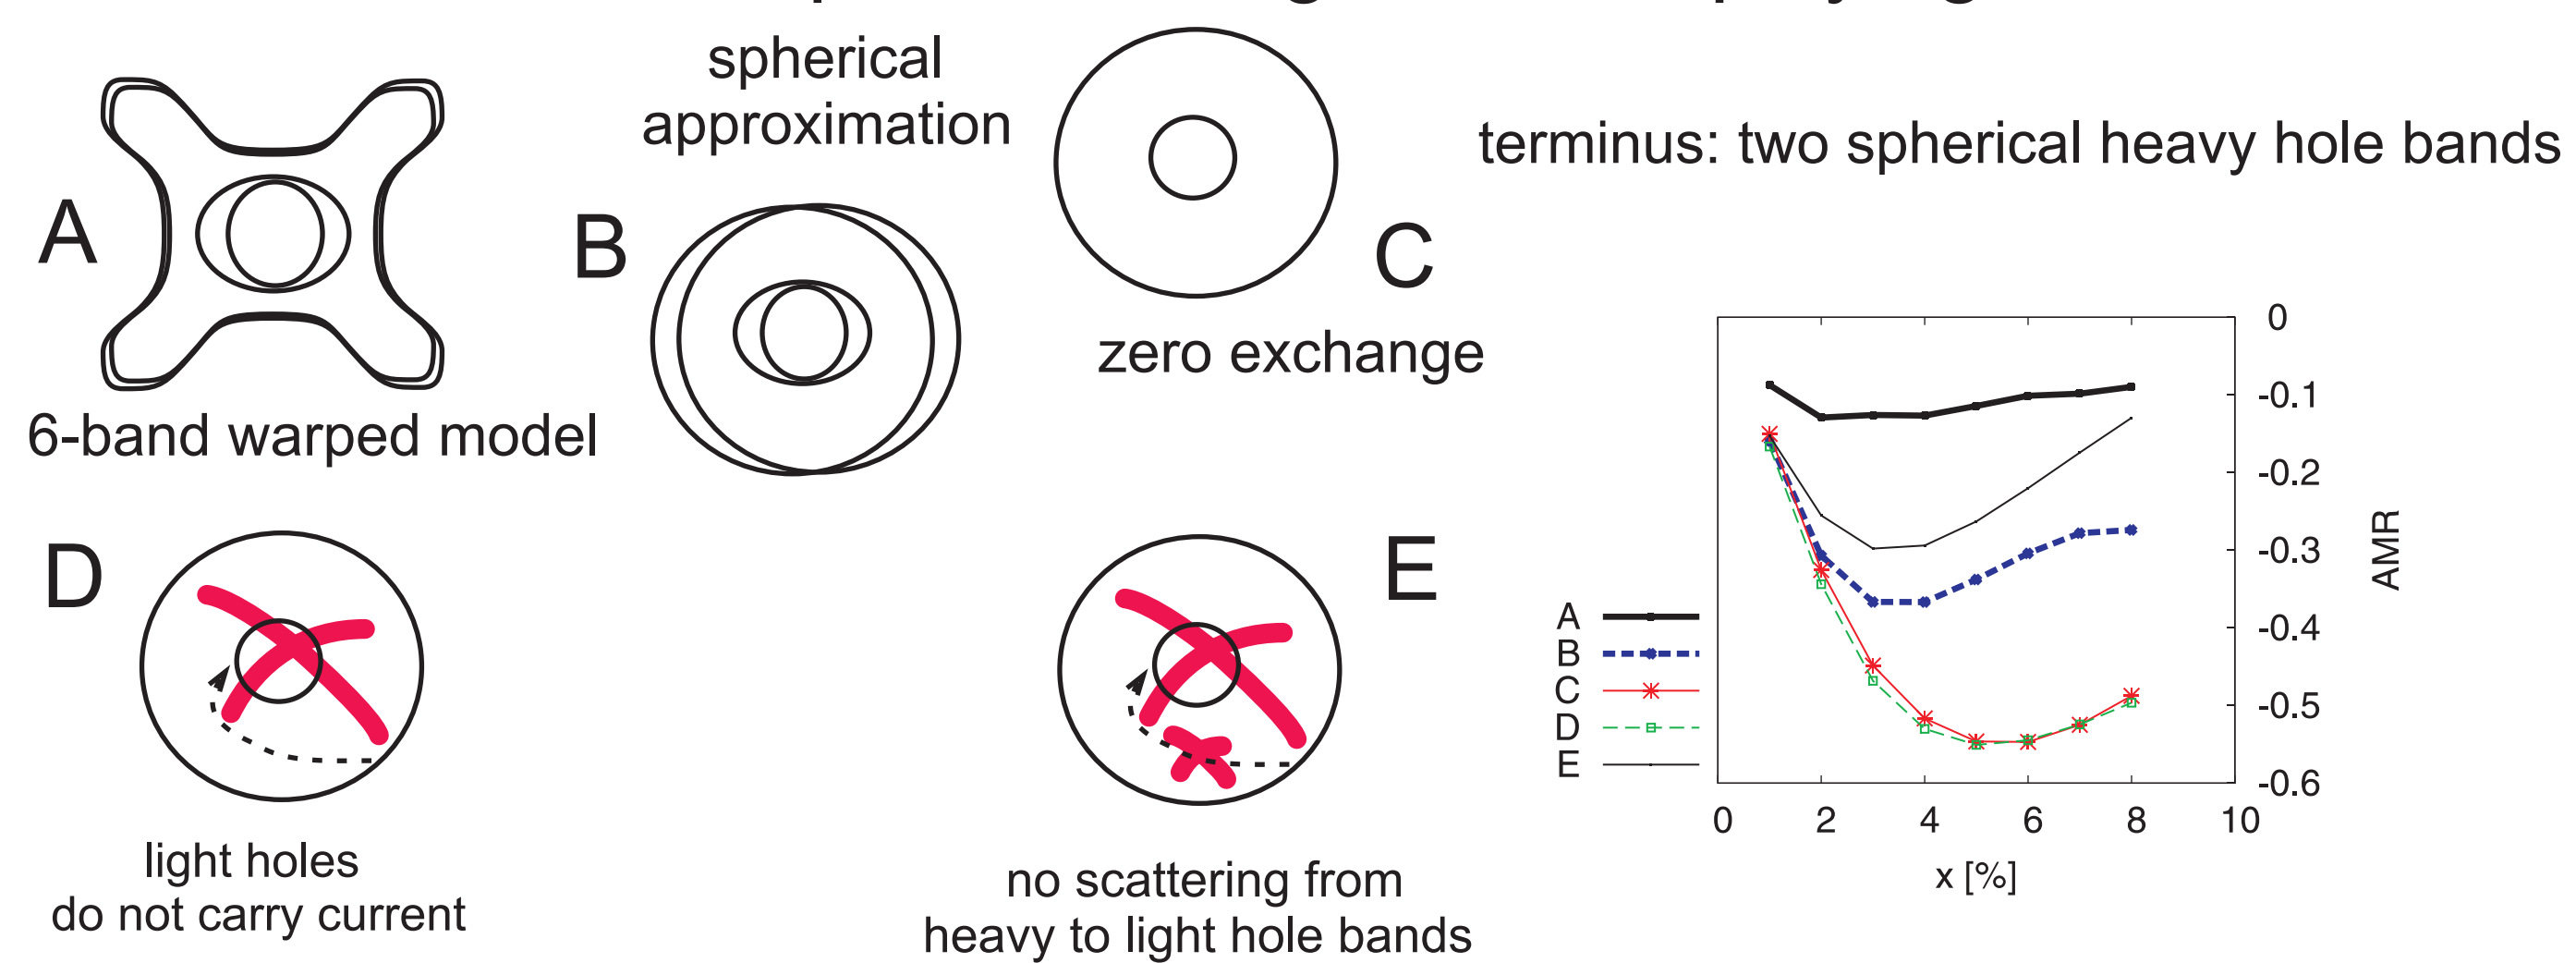 spherical
approximation
terminus: two spherical heavy hole bands
A
B
C
6-band warped model
zero exchange
D
light holes
do not carry current
E
no scattering from
heavy to light hole bands
A
B
C
D
E
0
-0.1
-0.2
-0.3
-0.4
-0.5
-0.6
AMR
0 2 4 6 8 10
x [%]